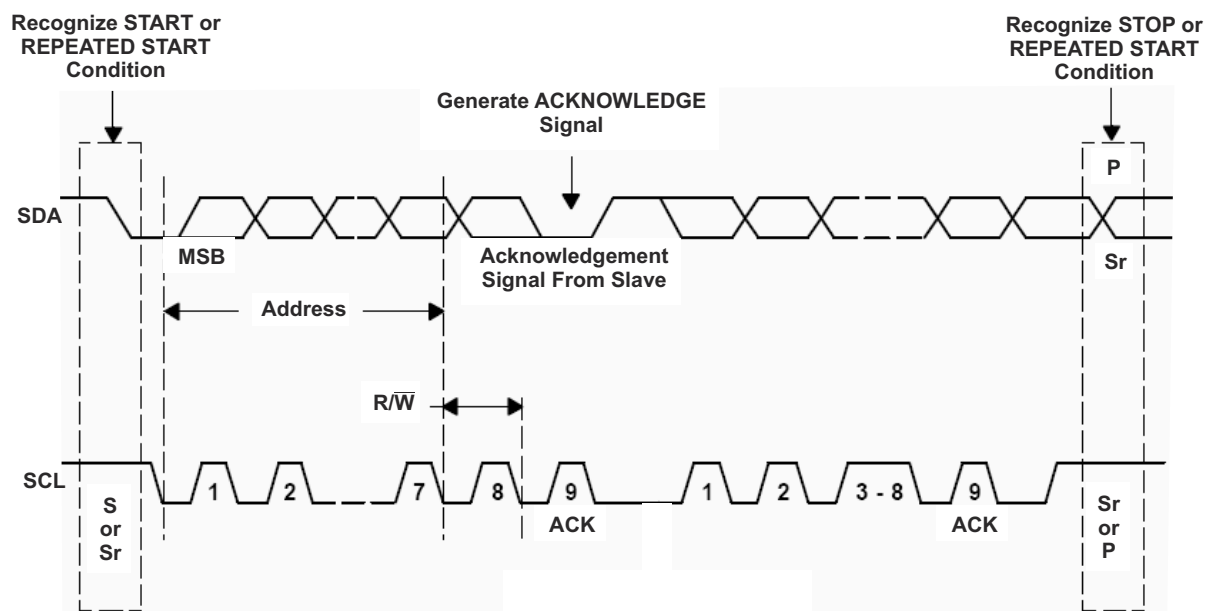 Recognize START or
REPEATED START
Condition
Recognize STOP or
REPEATED START
Condition
Generate ACKNOWLEDGE
Signal
P
SDA
MSB
Acknowledgement
Signal From Slave
Sr
Address
R/W̅
SCL
1
2
7
8
9
1
2
3 - 8
9
S
or
Sr
ACK
ACK
Sr
or
P